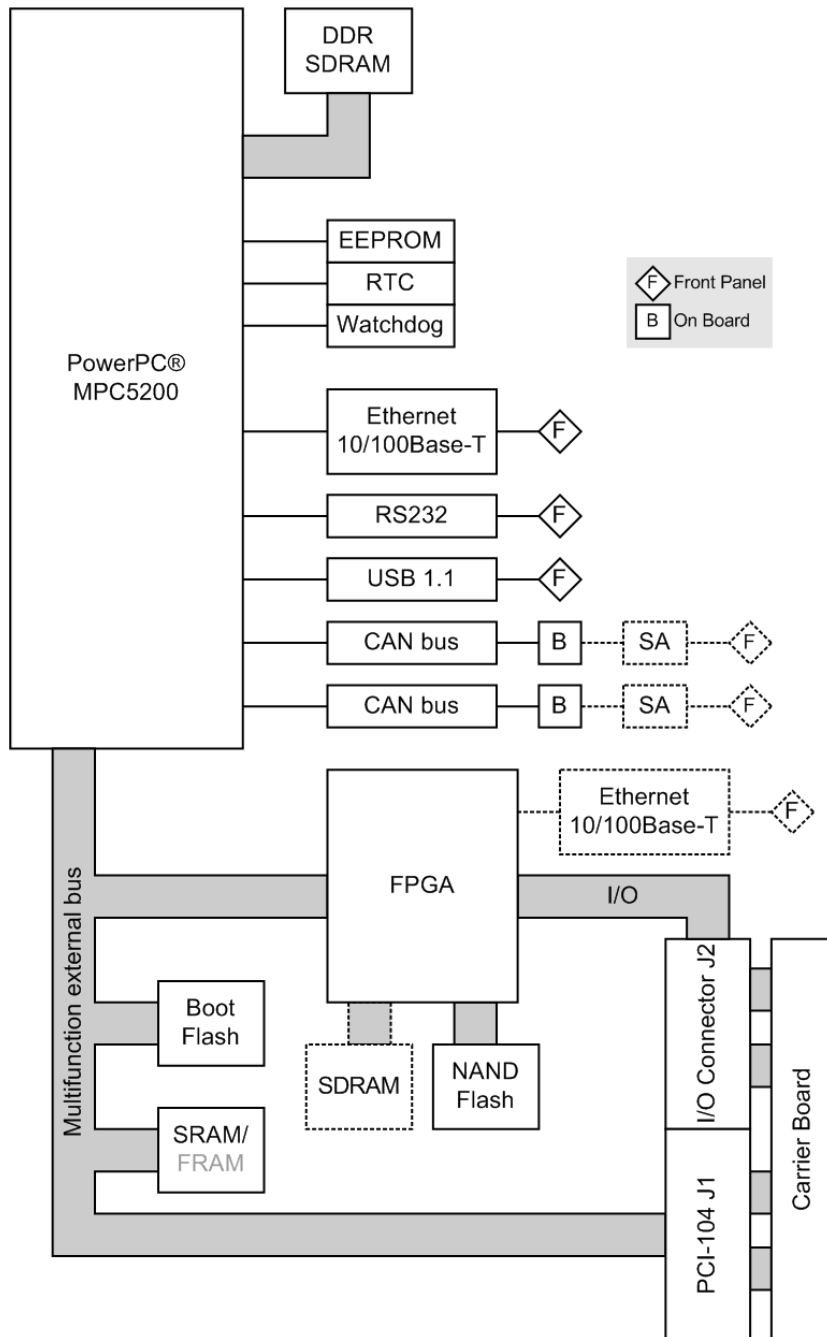 DDR
SDRAM
EEPROM
RTC
Watchdog
F Front Panel
B On Board
PowerPC®
MPC5200
Ethernet
10/100Base-T
F
RS232
F
USB 1.1
F
CAN bus
B
SA
F
CAN bus
B
SA
F
Ethernet
10/100Base-T
F
FPGA
I/O
Multifunction external bus
Boot
Flash
SDRAM
NAND
Flash
SRAM/
FRAM
I/O Connector J2
PCI-104 J1
Carrier Board